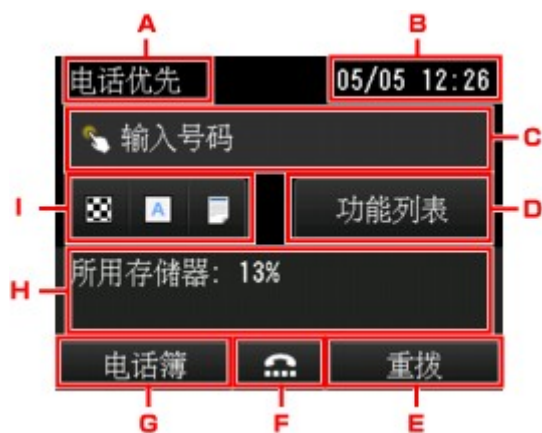 A B
电话优先 05/05 12:26
输入号码 C
I A 功能列表 D
H 所用存储器: 13%
电话簿 重拨
G F E